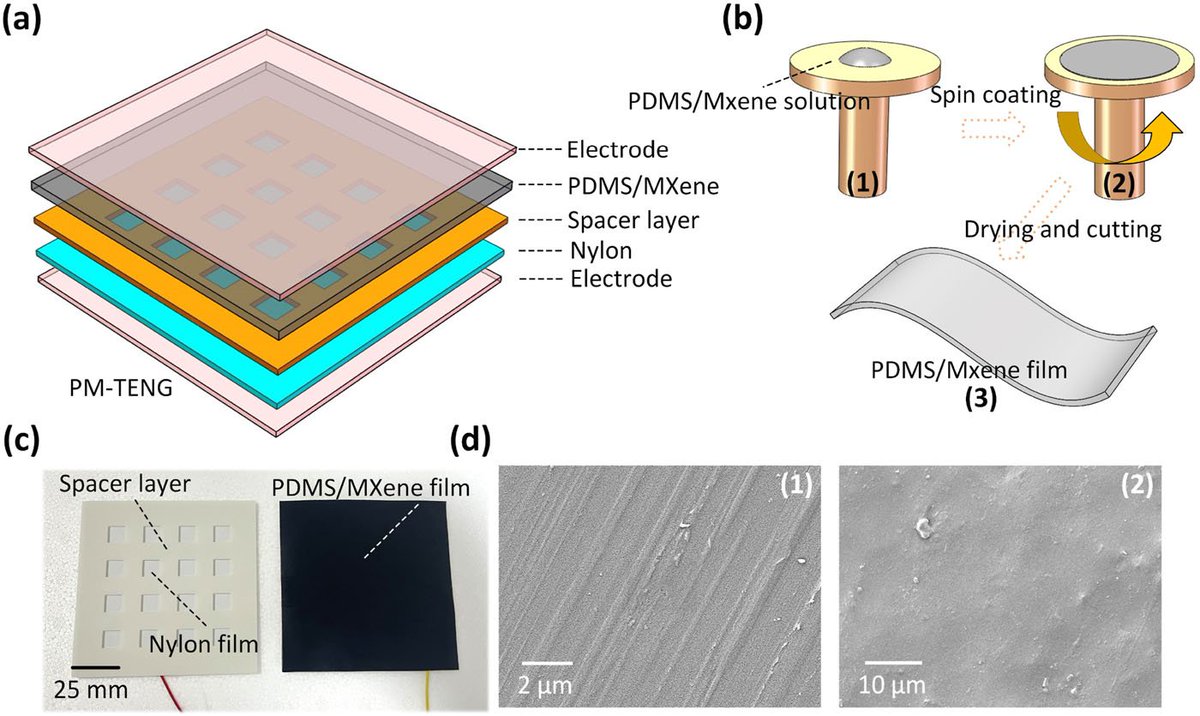 (a)
Electrode
PDMS/MXene
Spacer layer
Nylon
Electrode
PM-TENG
(b)
PDMS/Mxene solution
Spin coating
(1)
(2)
Drying and cutting
PDMS/Mxene film
(3)
(c)
Spacer layer
PDMS/MXene film
Nylon film
25 mm
(d)
(1)
2 μm
(2)
10 μm